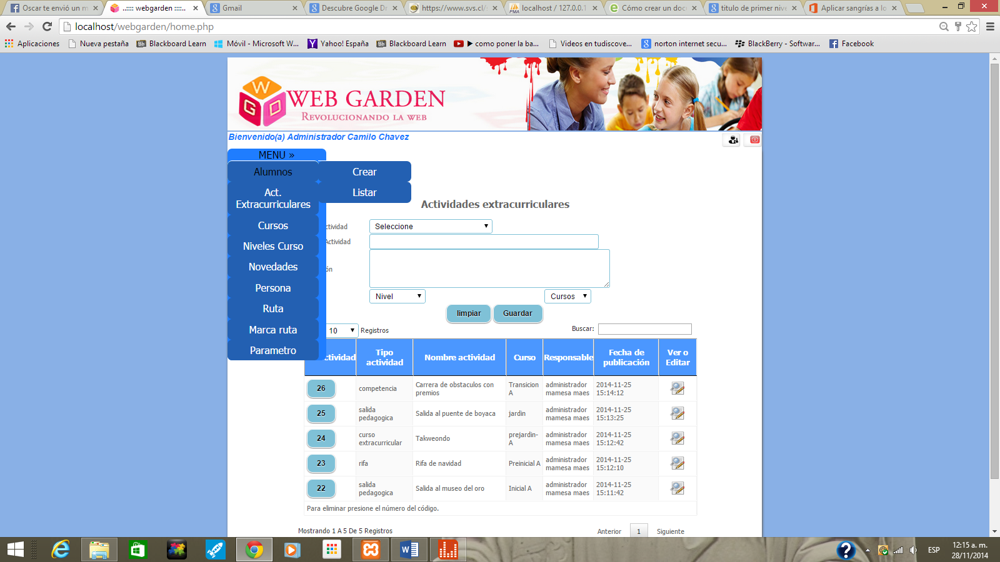 Oscar te envió un m
..:::: webgarden ::::..
Gmail
Descubre Google Dr
https://www.svs.cl/s
localhost / 127.0.0.1
Cómo crear un doc
titulo de primer nive
Aplicar sangrías a lo
localhost/webgarden/home.php
Aplicaciones
Nueva pestaña
Blackboard Learn
Móvil - Microsoft W...
Yahoo! España
Blackboard Learn
como poner la ba...
Videos en tudiscove...
norton internet secu...
BlackBerry - Softwar...
Facebook
W G D
WEB GARDEN
REVOLUCIONANDO LA WEB
Bienvenido(a) Administrador Camilo Chavez
MENU »
Alumnos
Crear
Listar
Act.
Extracurriculares
Cursos
Niveles Curso
Novedades
Persona
Ruta
Marca ruta
Parametro
Actividades extracurriculares
ctividad
Seleccione
Actividad
ón
Nivel
Cursos
limpiar
Guardar
10
Registros
Buscar:
ctividad
Tipo actividad
Nombre actividad
Curso
Responsable
Fecha de publicación
Ver o Editar
26
competencia
Carrera de obstaculos con premios
Transicion A
administrador mamesa maes
2014-11-25 15:14:12
25
salida pedagogica
Salida al puente de boyaca
jardin
administrador mamesa maes
2014-11-25 15:13:25
24
curso extracurricular
Takweondo
prejardin-A
administrador mamesa maes
2014-11-25 15:12:42
23
rifa
Rifa de navidad
Preinicial A
administrador mamesa maes
2014-11-25 15:12:10
22
salida pedagogica
Salida al museo del oro
Inicial A
administrador mamesa maes
2014-11-25 15:11:42
Para eliminar presione el número del código.
Mostrando 1 A 5 De 5 Registros
Anterior
1
Siguiente
ESP
12:15 a. m.
28/11/2014